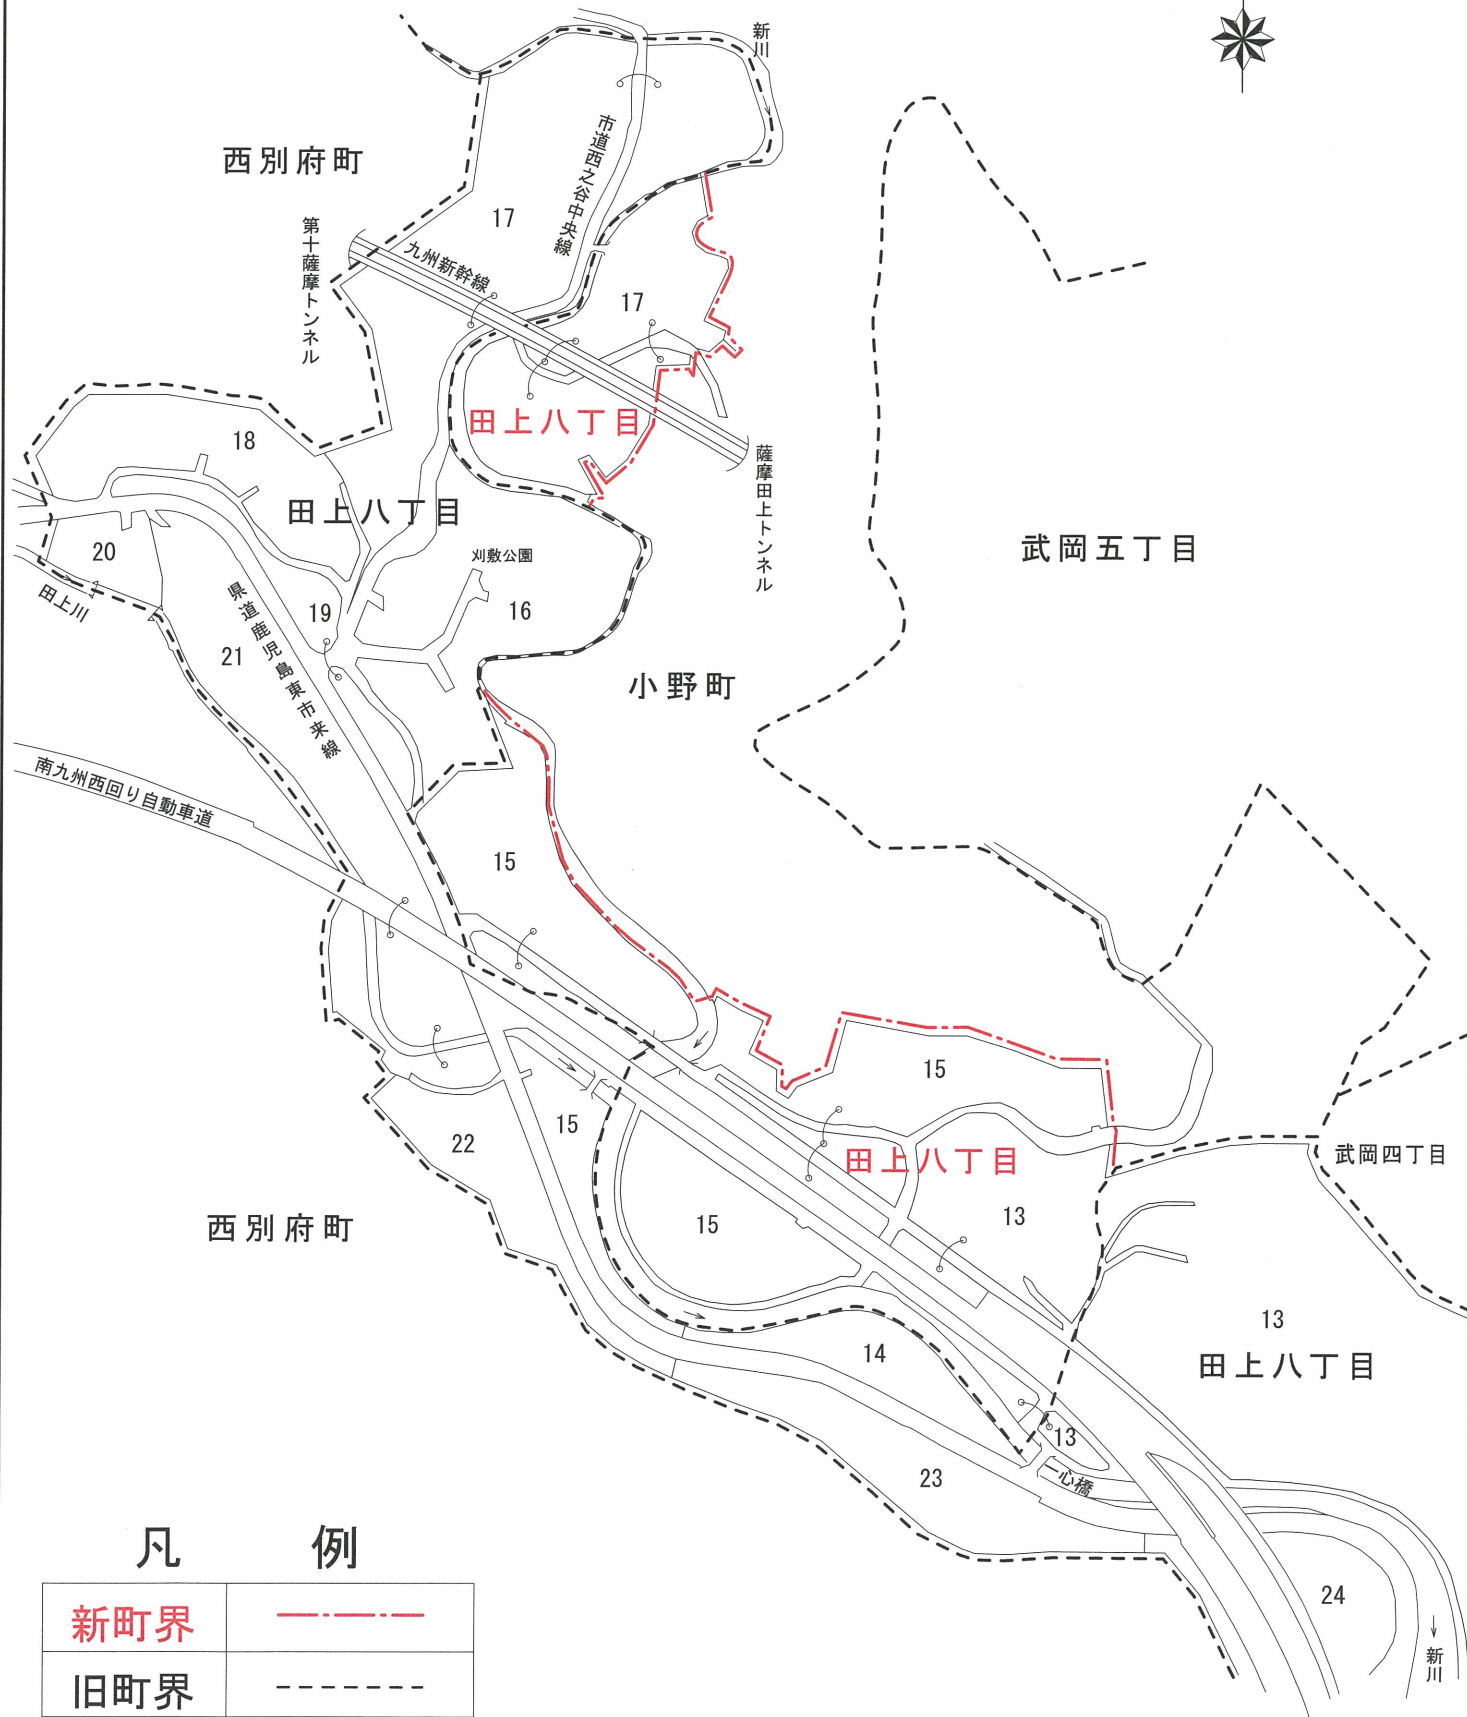 新川
西別府町
市道西之谷中央線
17
第十薩摩トンネル
九州新幹線
17
田上八丁目
18
薩摩田上トンネル
田上八丁目
武岡五丁目
20
刈敷公園
田上川
19
16
県道鹿児島東市来線
21
小野町
南九州西回り自動車道
15
15
15
22
田上八丁目
武岡四丁目
西別府町
15
13
13
14
田上八丁目
13
23
一心橋
24
新川
凡例
新町界
旧町界